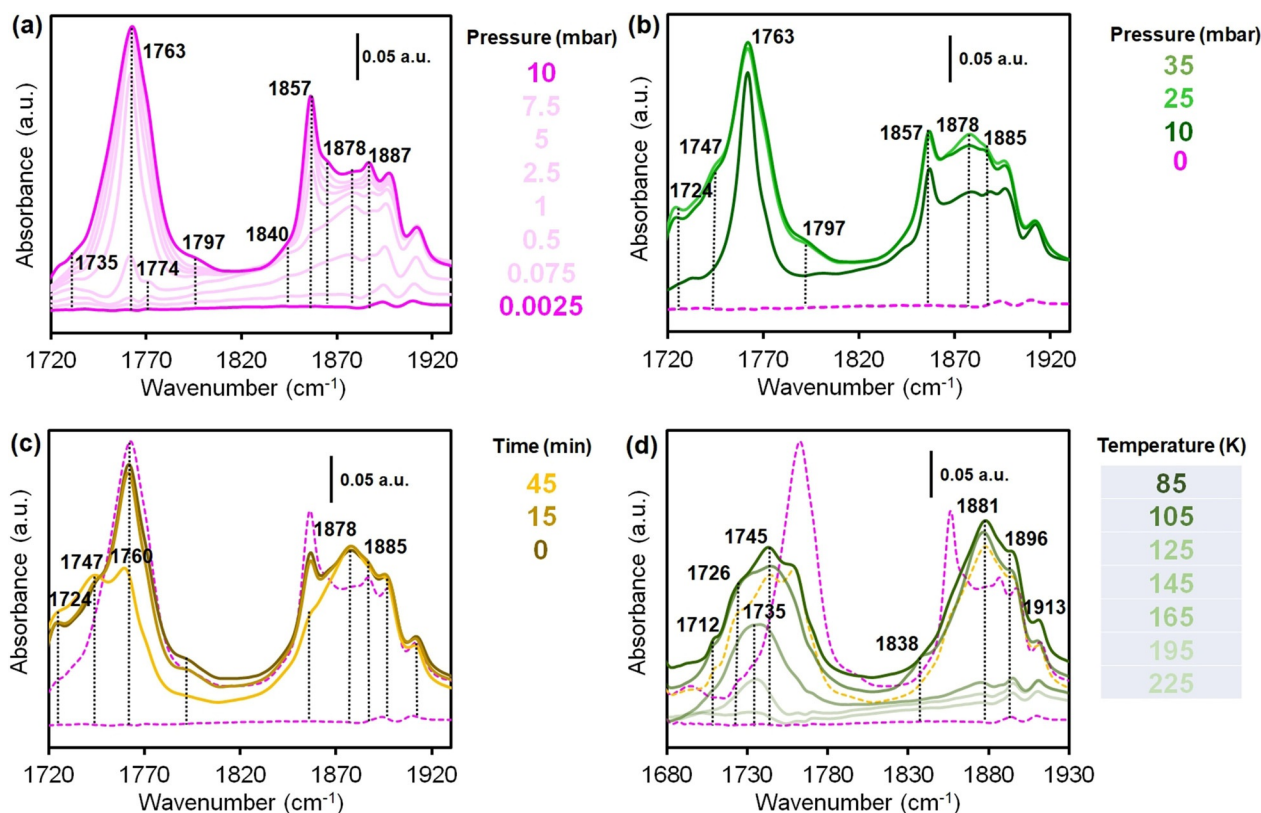 (a)
1763
1857
1878
1887
1840
1797
1774
1735
0.05 a.u.
Absorbance (a.u.)
1720 1770 1820 1870 1920
Wavenumber (cm-1)
Pressure (mbar)
10
7.5
5
2.5
1
0.5
0.075
0.0025
(b)
1763
1747
1724
1797
1857
1878
1885
0.05 a.u.
Absorbance (a.u.)
1720 1770 1820 1870 1920
Wavenumber (cm-1)
Pressure (mbar)
35
25
10
0
(c)
1747
1760
1724
1878
1885
0.05 a.u.
Absorbance (a.u.)
1720 1770 1820 1870 1920
Wavenumber (cm-1)
Time (min)
45
15
0
(d)
1745
1726
1712
1735
1838
1881
1896
1913
0.05 a.u.
Absorbance (a.u.)
1680 1730 1780 1830 1880 1930
Wavenumber (cm-1)
Temperature (K)
85
105
125
145
165
195
225